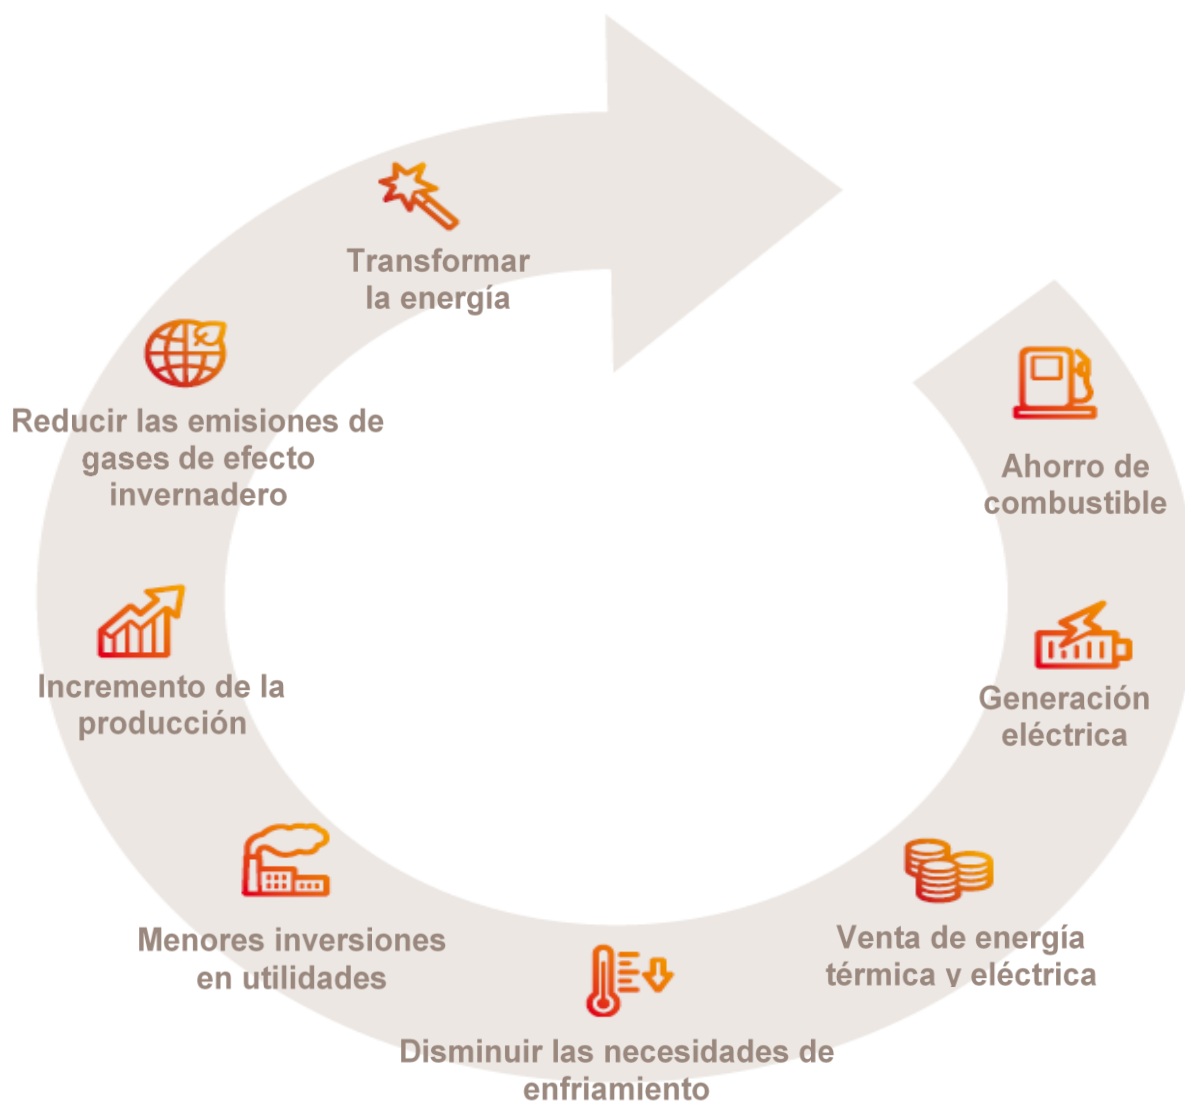 Transformar
la energía
Reducir las emisiones de
gases de efecto
invernadero
Ahorro de
combustible
Incremento de la
producción
Generación
eléctrica
Menores inversiones
en utilidades
Venta de energía
térmica y eléctrica
Disminuir las necesidades de
enfriamiento